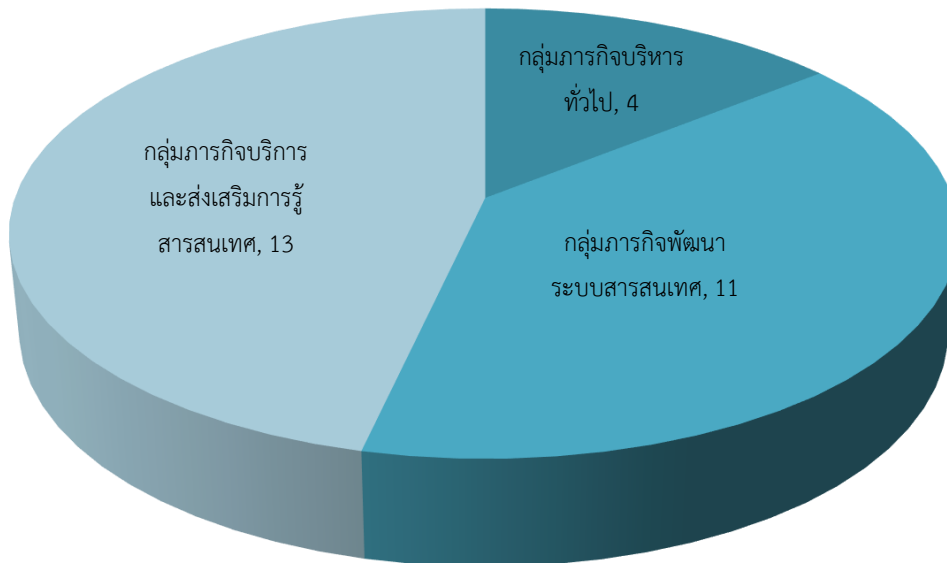 กลุ่มภารกิจบริหาร
ทั่วไป, 4
กลุ่มภารกิจบริการ
และส่งเสริมการรู้
สารสนเทศ, 13
กลุ่มภารกิจพัฒนา
ระบบสารสนเทศ, 11